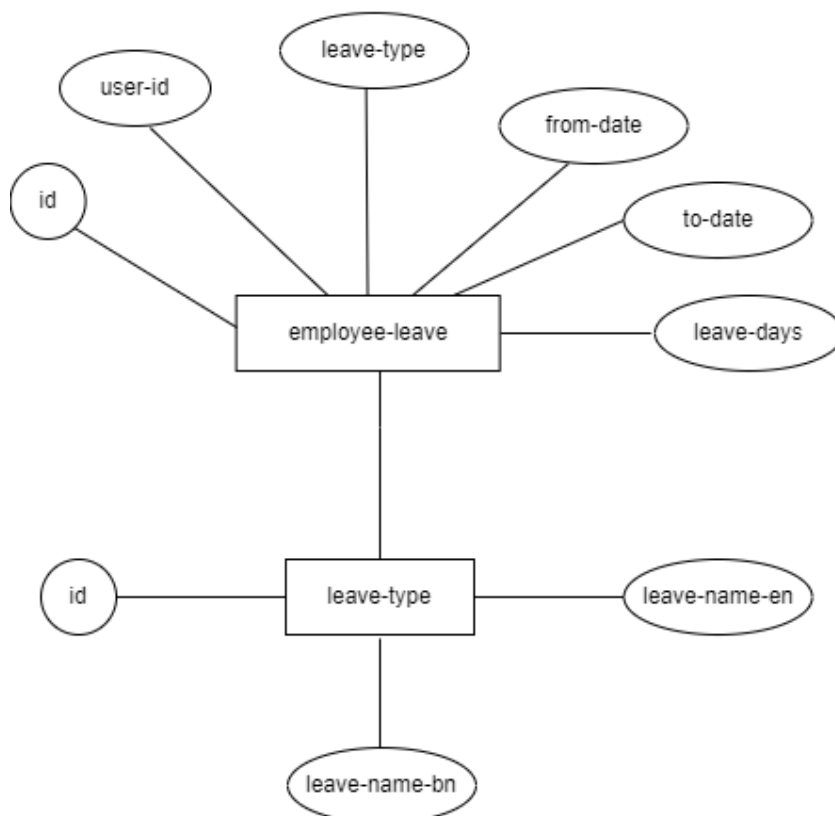 leave-type
user-id
from-date
id
to-date
employee-leave
leave-days
id
leave-type
leave-name-en
leave-name-bn